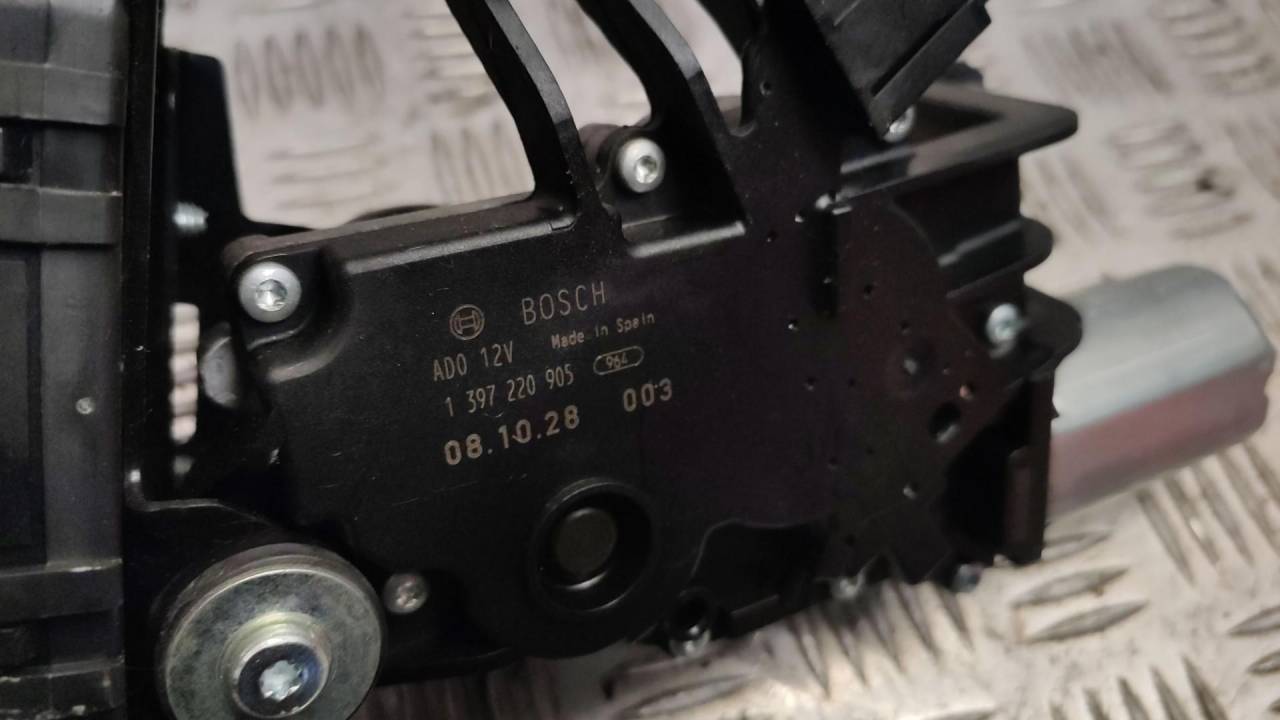 BOSCH
ADO 12V Made in Spain
1 397 220 905 964
08.10.28 003